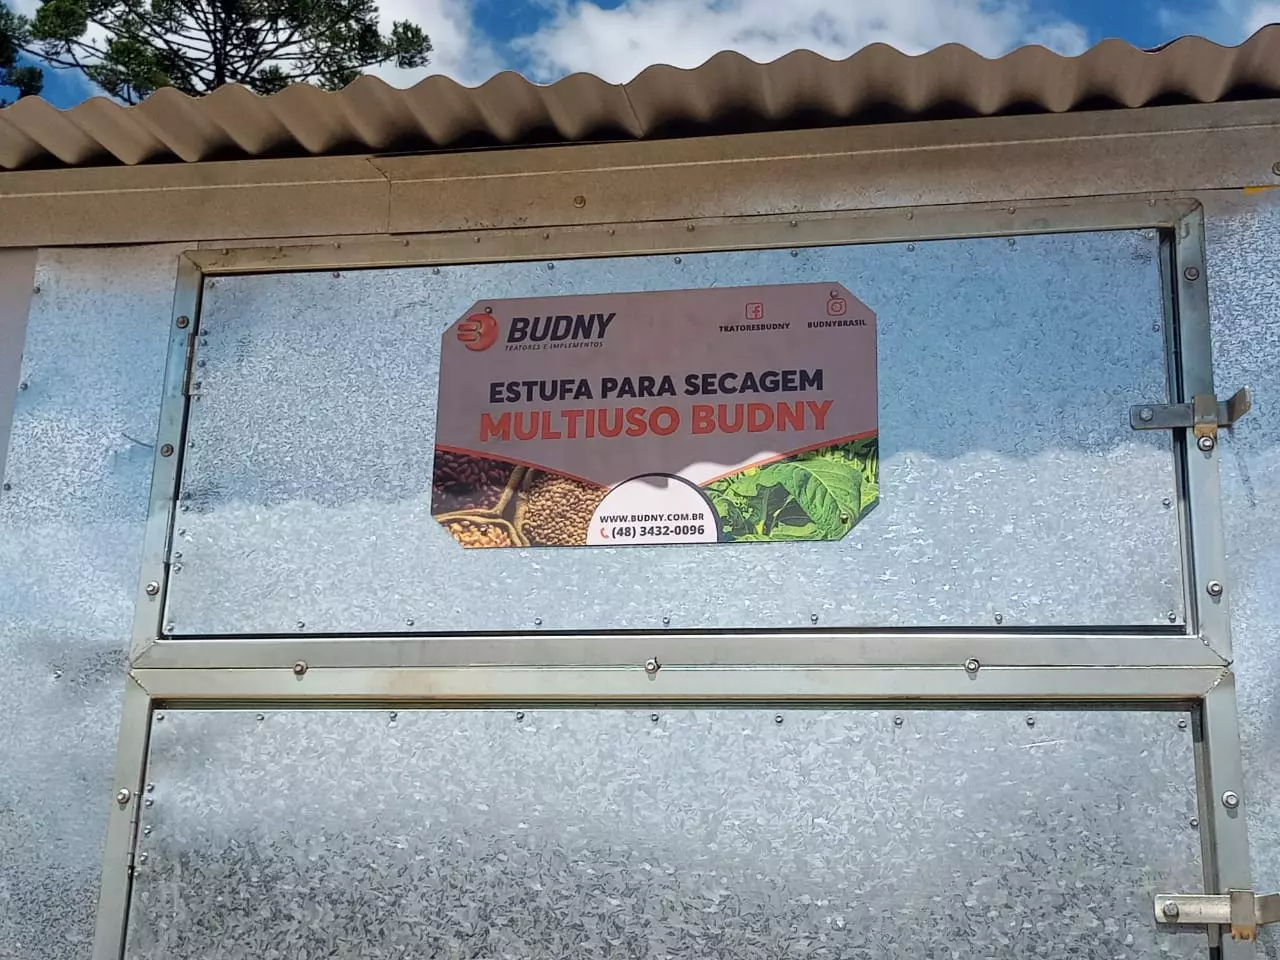 BUDNY
TRATORES E IMPLEMENTOS
TRATORESBUDNY
BUDNYBRASIL
ESTUFA PARA SECAGEM
MULTIUSO BUDNY
WWW.BUDNY.COM.BR
(48) 3432-0096